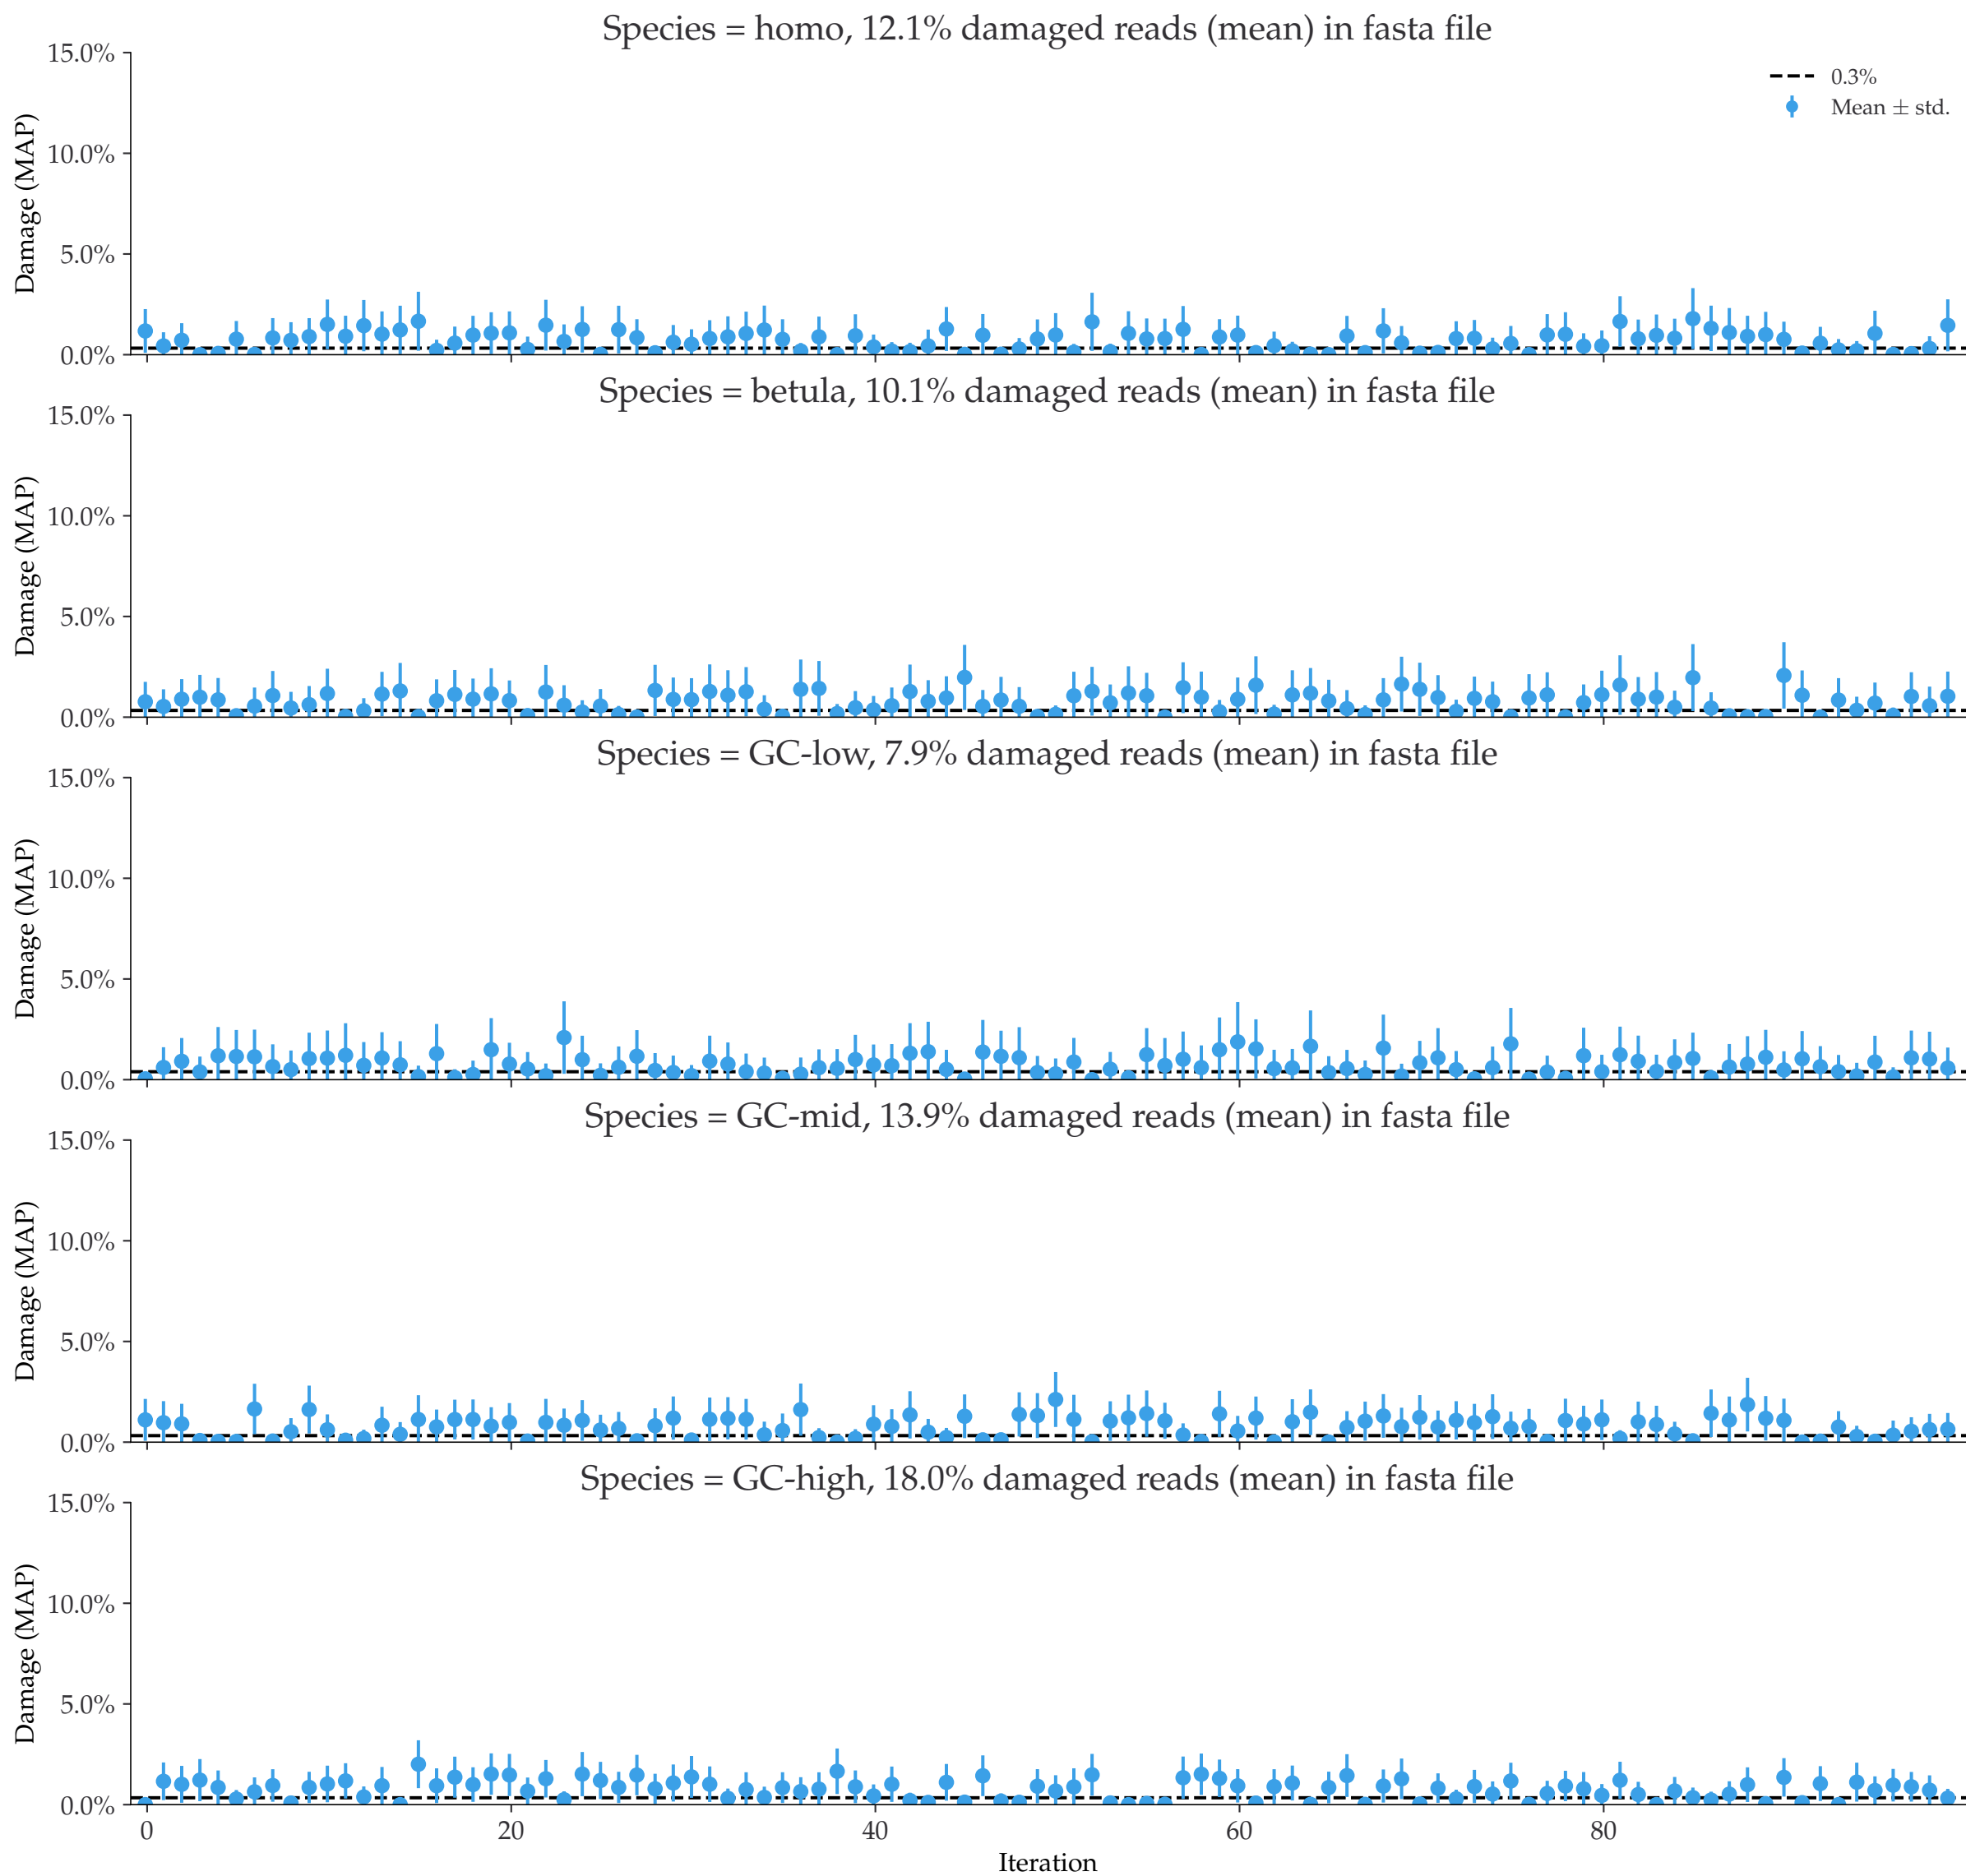 Species = homo, 12.1% damaged reads (mean) in fasta file
15.0%
10.0%
5.0%
0.0%
Damage (MAP)
0.3%
Mean ± std.
Species = betula, 10.1% damaged reads (mean) in fasta file
15.0%
10.0%
5.0%
0.0%
Damage (MAP)
Species = GC-low, 7.9% damaged reads (mean) in fasta file
15.0%
10.0%
5.0%
0.0%
Damage (MAP)
Species = GC-mid, 13.9% damaged reads (mean) in fasta file
15.0%
10.0%
5.0%
0.0%
Damage (MAP)
Species = GC-high, 18.0% damaged reads (mean) in fasta file
15.0%
10.0%
5.0%
0.0%
Damage (MAP)
0 20 40 60 80
Iteration